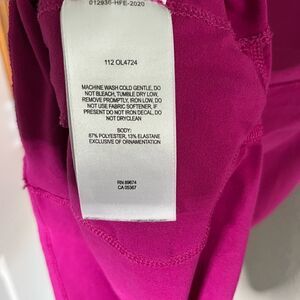 012936-HFE-2020
112 OL4724
MACHINE WASH COLD GENTLE, DO
NOT BLEACH, TUMBLE DRY LOW,
REMOVE PROMPTLY, IRON LOW, DO
NOT USE FABRIC SOFTENER, IF
PRESENT DO NOT IRON DECAL, DO
NOT DRYCLEAN
BODY:
87% POLYESTER, 13% ELASTANE
EXCLUSIVE OF ORNAMENTATION
RN 89674
CA 05367